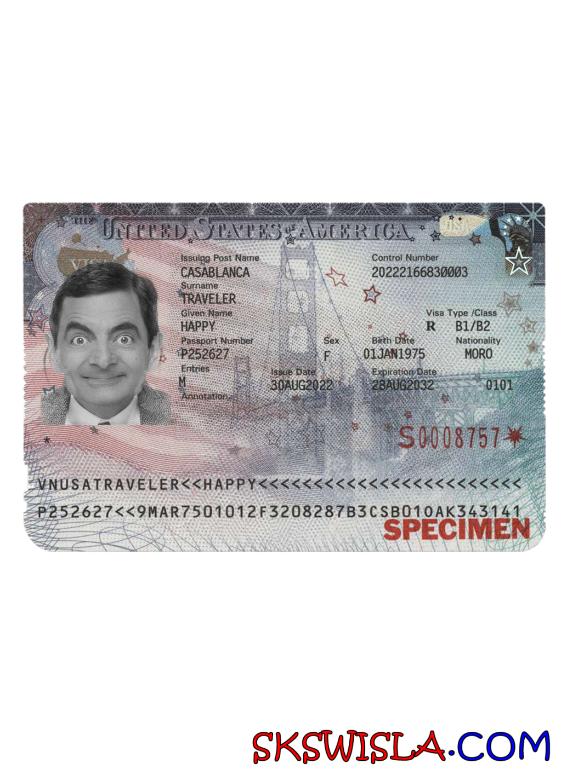 UNITED STATES of AMERICA
VISA
USA
Issuing Post Name Control Number
CASABLANCA 20222166830003
Surname
TRAVELER
Given Name Visa Type /Class
HAPPY R B1/B2
Passport Number Sex Birth Date Nationality
P252627 F 01JAN1975 MORO
Entries Issue Date Expiration Date
M 30AUG2022 28AUG2032 0101
Annotation
S0008757*
VNUSATRAVELER<<HAPPY<<<<<<<<<<<<<<<<<<<<<<<<
P252627<<9MAR7501012F3208287B3CSB010AK343141
SPECIMEN
SKSWISLA.COM